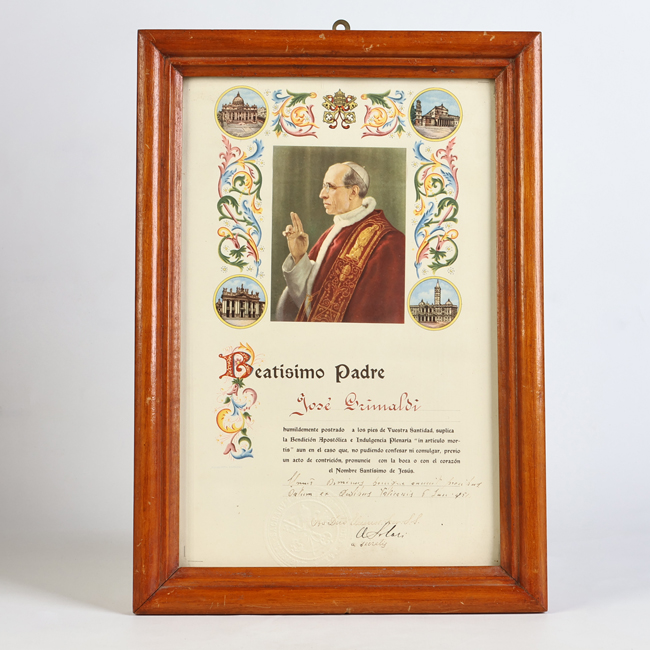 Beatisimo Padre
José Grimaldi
humildemente postrado a los pies de Vuestra Santidad, suplica
la Bendición Apostólica e Indulgencia Plenaria "in articulo mor-
tis" aun en el caso que, no pudiendo confesar ni comulgar, previo
un acto de contrición, pronuncie con la boca o con el corazón
el Nombre Santísimo de Jesús.